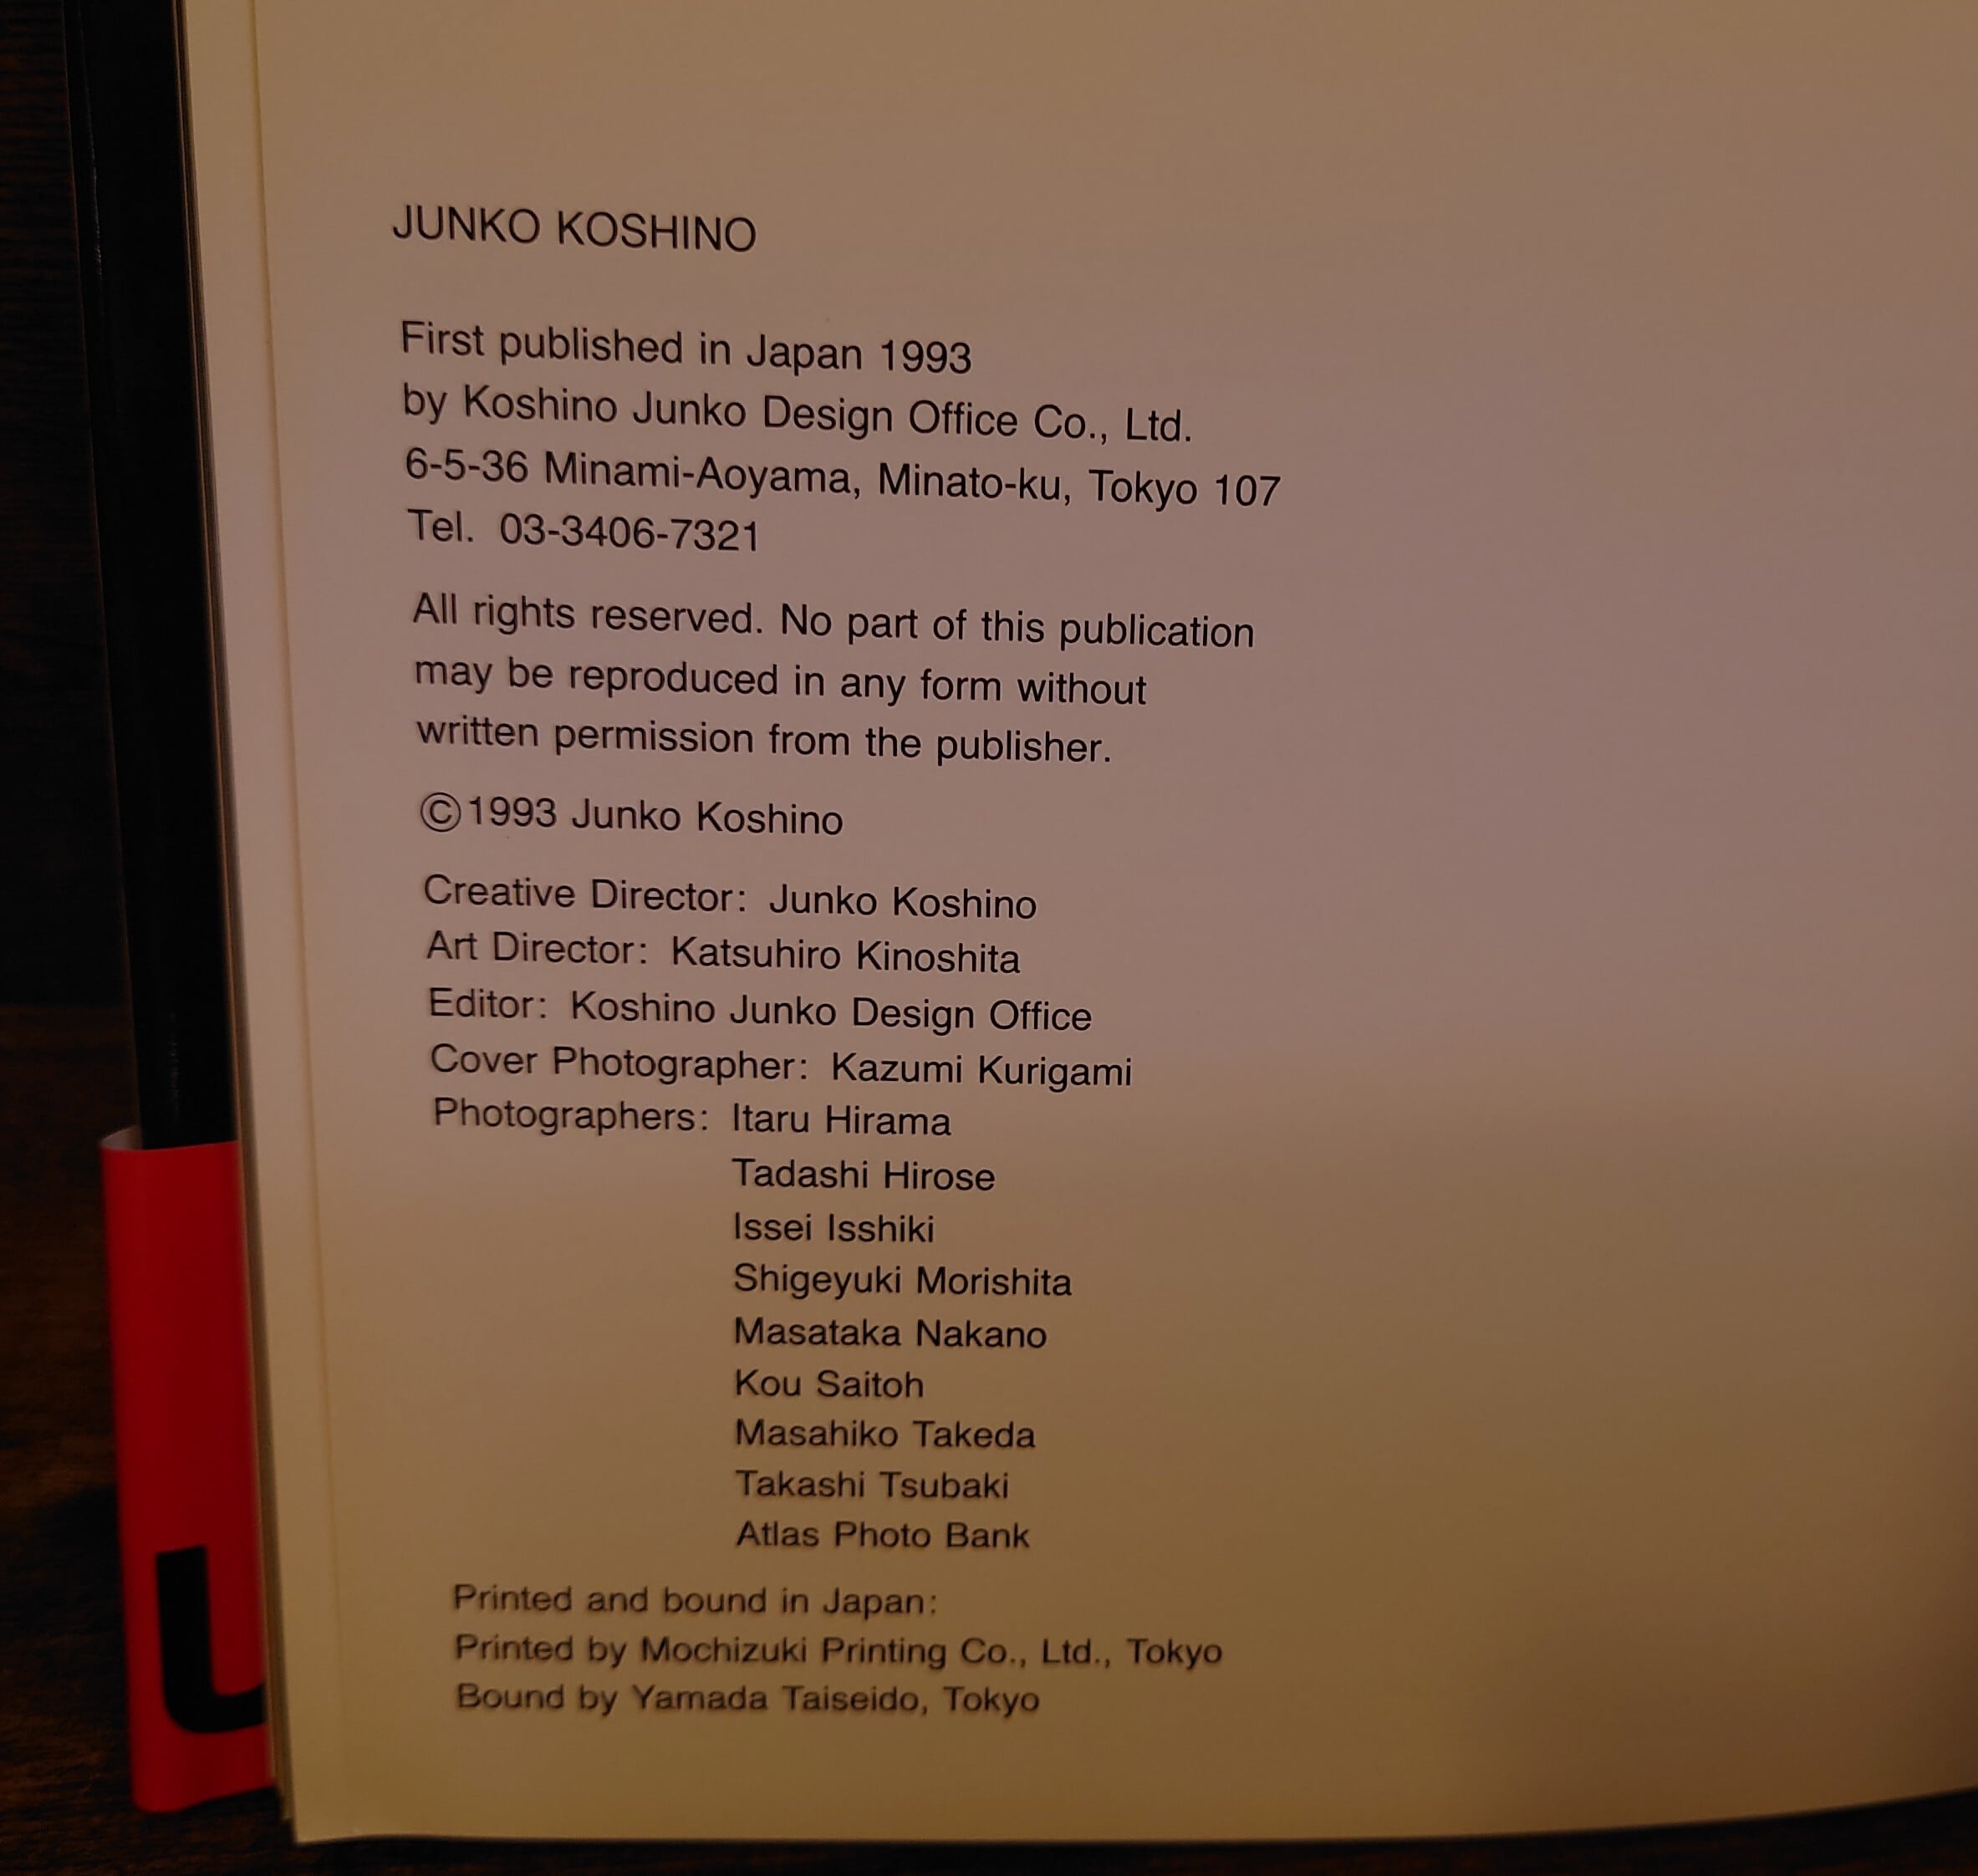 JUNKO KOSHINO
First published in Japan 1993
by Koshino Junko Design Office Co., Ltd.
6-5-36 Minami-Aoyama, Minato-ku, Tokyo 107
Tel. 03-3406-7321
All rights reserved. No part of this publication
may be reproduced in any form without
written permission from the publisher.
©1993 Junko Koshino
Creative Director: Junko Koshino
Art Director: Katsuhiro Kinoshita
Editor: Koshino Junko Design Office
Cover Photographer: Kazumi Kurigami
Photographers: Itaru Hirama
Tadashi Hirose
Issei Isshiki
Shigeyuki Morishita
Masataka Nakano
Kou Saitoh
Masahiko Takeda
Takashi Tsubaki
Atlas Photo Bank
Printed and bound in Japan:
Printed by Mochizuki Printing Co., Ltd., Tokyo
Bound by Yamada Taiseido, Tokyo